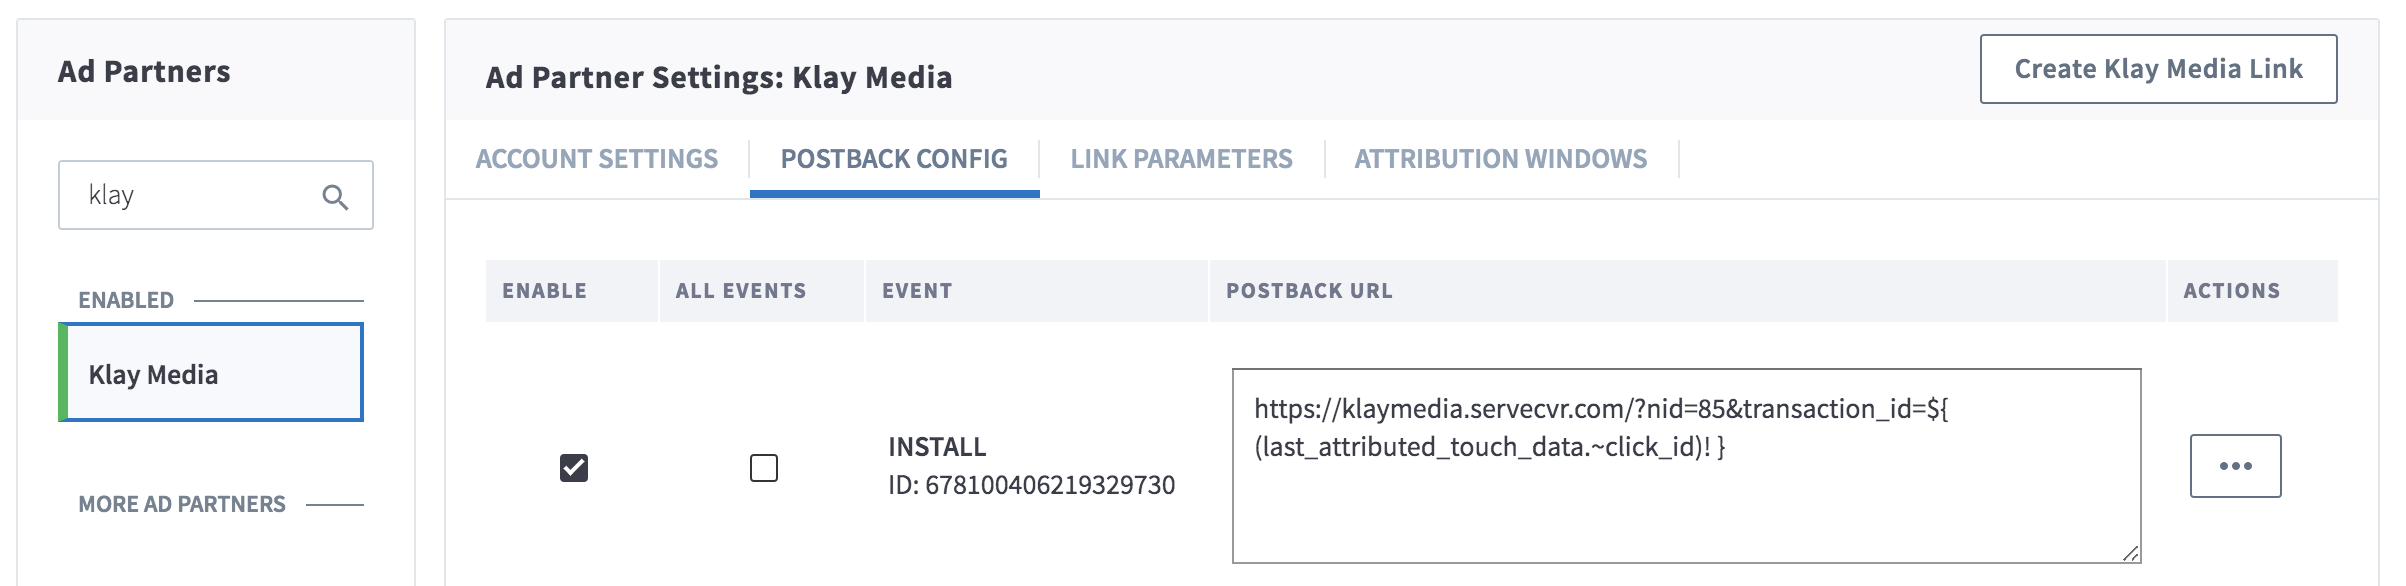 Ad Partners
klay
ENABLED
Klay Media
MORE AD PARTNERS
Ad Partner Settings: Klay Media
Create Klay Media Link
ACCOUNT SETTINGS
POSTBACK CONFIG
LINK PARAMETERS
ATTRIBUTION WINDOWS
ENABLE
ALL EVENTS
EVENT
POSTBACK URL
ACTIONS
INSTALL
ID: 678100406219329730
https://klaymedia.servecvr.com/?nid=85&transaction_id=${
(last_attributed_touch_data.~click_id)! }